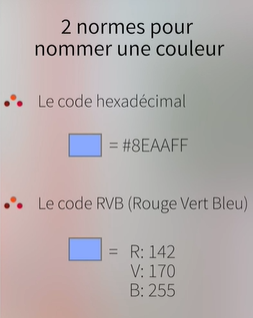 2 normes pour
nommer une couleur
Le code hexadécimal
= #8EAAFF
Le code RVB (Rouge Vert Bleu)
= R: 142
V: 170
B: 255